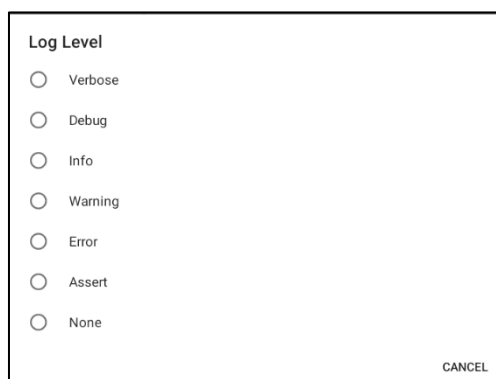 Log Level
Verbose
Debug
Info
Warning
Error
Assert
None
CANCEL